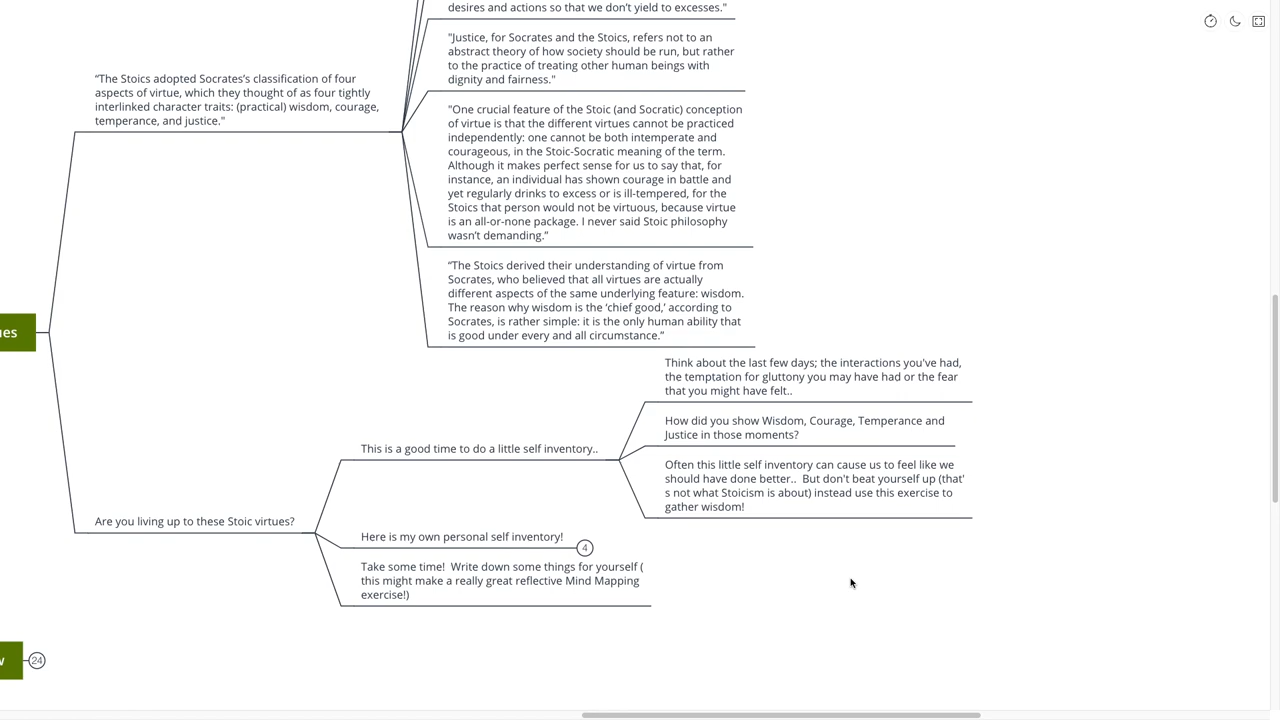 desires and actions so that we don't yield to excesses."
"Justice, for Socrates and the Stoics, refers not to an
abstract theory of how society should be run, but rather
to the practice of treating other human beings with
dignity and fairness."
“The Stoics adopted Socrates’s classification of four
aspects of virtue, which they thought of as four tightly
interlinked character traits: (practical) wisdom, courage,
temperance, and justice."
"One crucial feature of the Stoic (and Socratic) conception
of virtue is that the different virtues cannot be practiced
independently: one cannot be both intemperate and
courageous, in the Stoic-Socratic meaning of the term.
Although it makes perfect sense for us to say that, for
instance, an individual has shown courage in battle and
yet regularly drinks to excess or is ill-tempered, for the
Stoics that person would not be virtuous, because virtue
is an all-or-none package. I never said Stoic philosophy
wasn’t demanding.”
“The Stoics derived their understanding of virtue from
Socrates, who believed that all virtues are actually
different aspects of the same underlying feature: wisdom.
The reason why wisdom is the ‘chief good,’ according to
Socrates, is rather simple: it is the only human ability that
is good under every and all circumstance.”
ues
Think about the last few days; the interactions you've had,
the temptation for gluttony you may have had or the fear
that you might have felt..
How did you show Wisdom, Courage, Temperance and
Justice in those moments?
This is a good time to do a little self inventory..
Often this little self inventory can cause us to feel like we
should have done better..  But don't beat yourself up (that'
s not what Stoicism is about) instead use this exercise to
gather wisdom!
Are you living up to these Stoic virtues?
Here is my own personal self inventory!
4
Take some time!  Write down some things for yourself (
this might make a really great reflective Mind Mapping
exercise!)
w
24